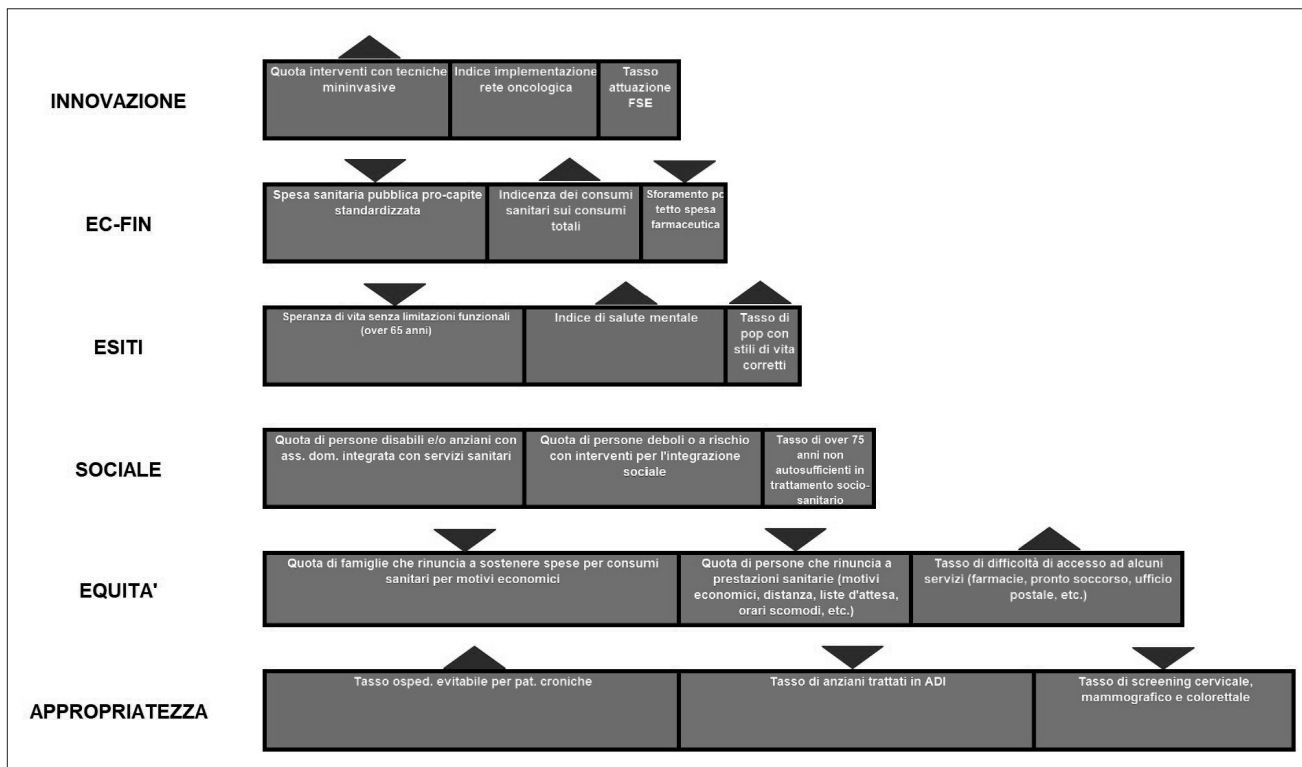 INNOVAZIONE
Quota interventi con tecniche
mininvasive
Indice implementazione
rete oncologica
Tasso
attuazione
FSE
EC-FIN
Spesa sanitaria pubblica pro-capite
standardizzata
Indicenza dei consumi
sanitari sui consumi
totali
Sforamento po
tetto spesa
farmaceutica
ESITI
Speranza di vita senza limitazioni funzionali
(over 65 anni)
Indice di salute mentale
Tasso di
pop con
stili di vita
corretti
SOCIALE
Quota di persone disabili e/o anziani con
ass. dom. integrata con servizi sanitari
Quota di persone deboli o a rischio
con interventi per l'integrazione
sociale
Tasso di over 75
anni non
autosufficienti in
trattamento socio-
sanitario
EQUITA'
Quota di famiglie che rinuncia a sostenere spese per consumi
sanitari per motivi economici
Quota di persone che rinuncia a
prestazioni sanitarie (motivi
economici, distanza, liste d'attesa,
orari scomodi, etc.)
Tasso di difficoltà di accesso ad alcuni
servizi (farmacie, pronto soccorso, ufficio
postale, etc.)
APPROPRIATEZZA
Tasso osped. evitabile per pat. croniche
Tasso di anziani trattati in ADI
Tasso di screening cervicale,
mammografico e colorettale